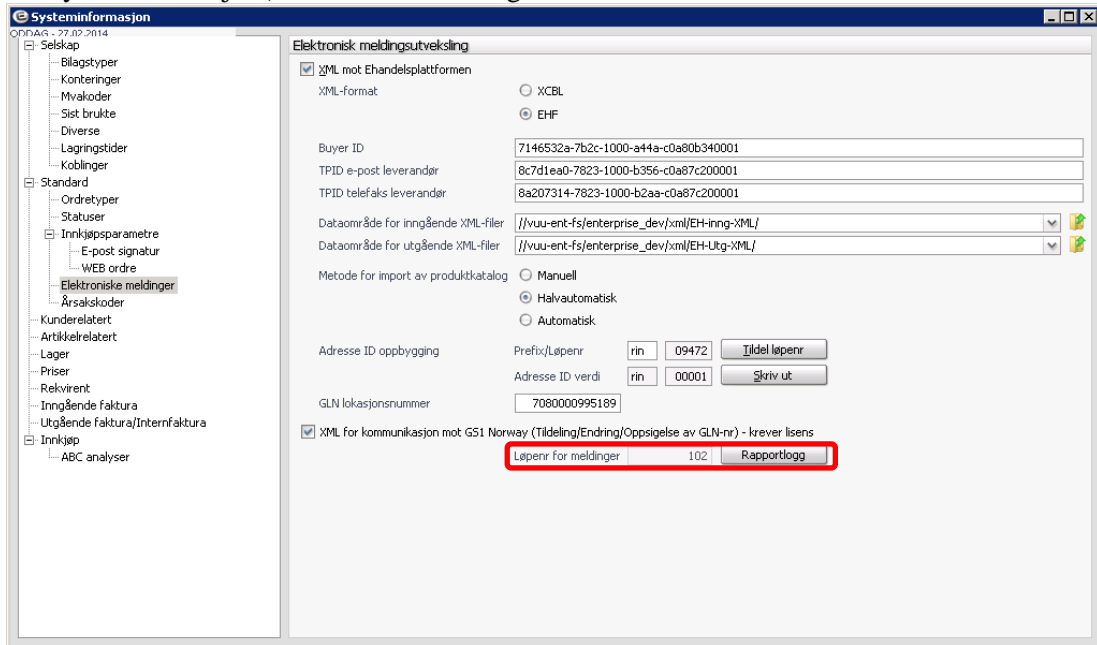 Systeminformasjon
ODDAG - 27.02.2014
Selskap
Bilagstyper
Konteringer
Mvakoder
Sist brukte
Diverse
Lagringstider
Koblinger
Standard
Ordretyper
Statuser
Innkjøpsparametre
E-post signatur
WEB ordre
Elektroniske meldinger
Årsakskoder
Kunderelatert
Artikkelrelatert
Lager
Priser
Rekvirent
Inngående faktura
Utgående faktura/Internfaktura
Innkjøp
ABC analyser
Elektronisk meldingsutveksling
XML mot Ehandelsplattformen
XML-format XCBL
EHF
Buyer ID 7146532a-7b2c-1000-a44a-c0a80b340001
TPID e-post leverandør 8c7d1ea0-7823-1000-b356-c0a87c200001
TPID telefaks leverandør 8a207314-7823-1000-b2aa-c0a87c200001
Dataområde for inngående XML-filer //vuu-ent-fs/enterprise_dev/xml/EH-inng-XML/
Dataområde for utgående XML-filer //vuu-ent-fs/enterprise_dev/xml/EH-Utg-XML/
Metode for import av produktkatalog Manuell
Halvautomatisk
Automatisk
Adresse ID oppbygging Prefix/Løpenr rin 09472 Tildel løpenr
Adresse ID verdi rin 00001 Skriv ut
GLN lokasjonsnummer 7080000995189
XML for kommunikasjon mot GS1 Norway (Tildeling/Endring/Oppsigelse av GLN-nr) - krever lisens
Løpenr for meldinger 102 Rapportlogg